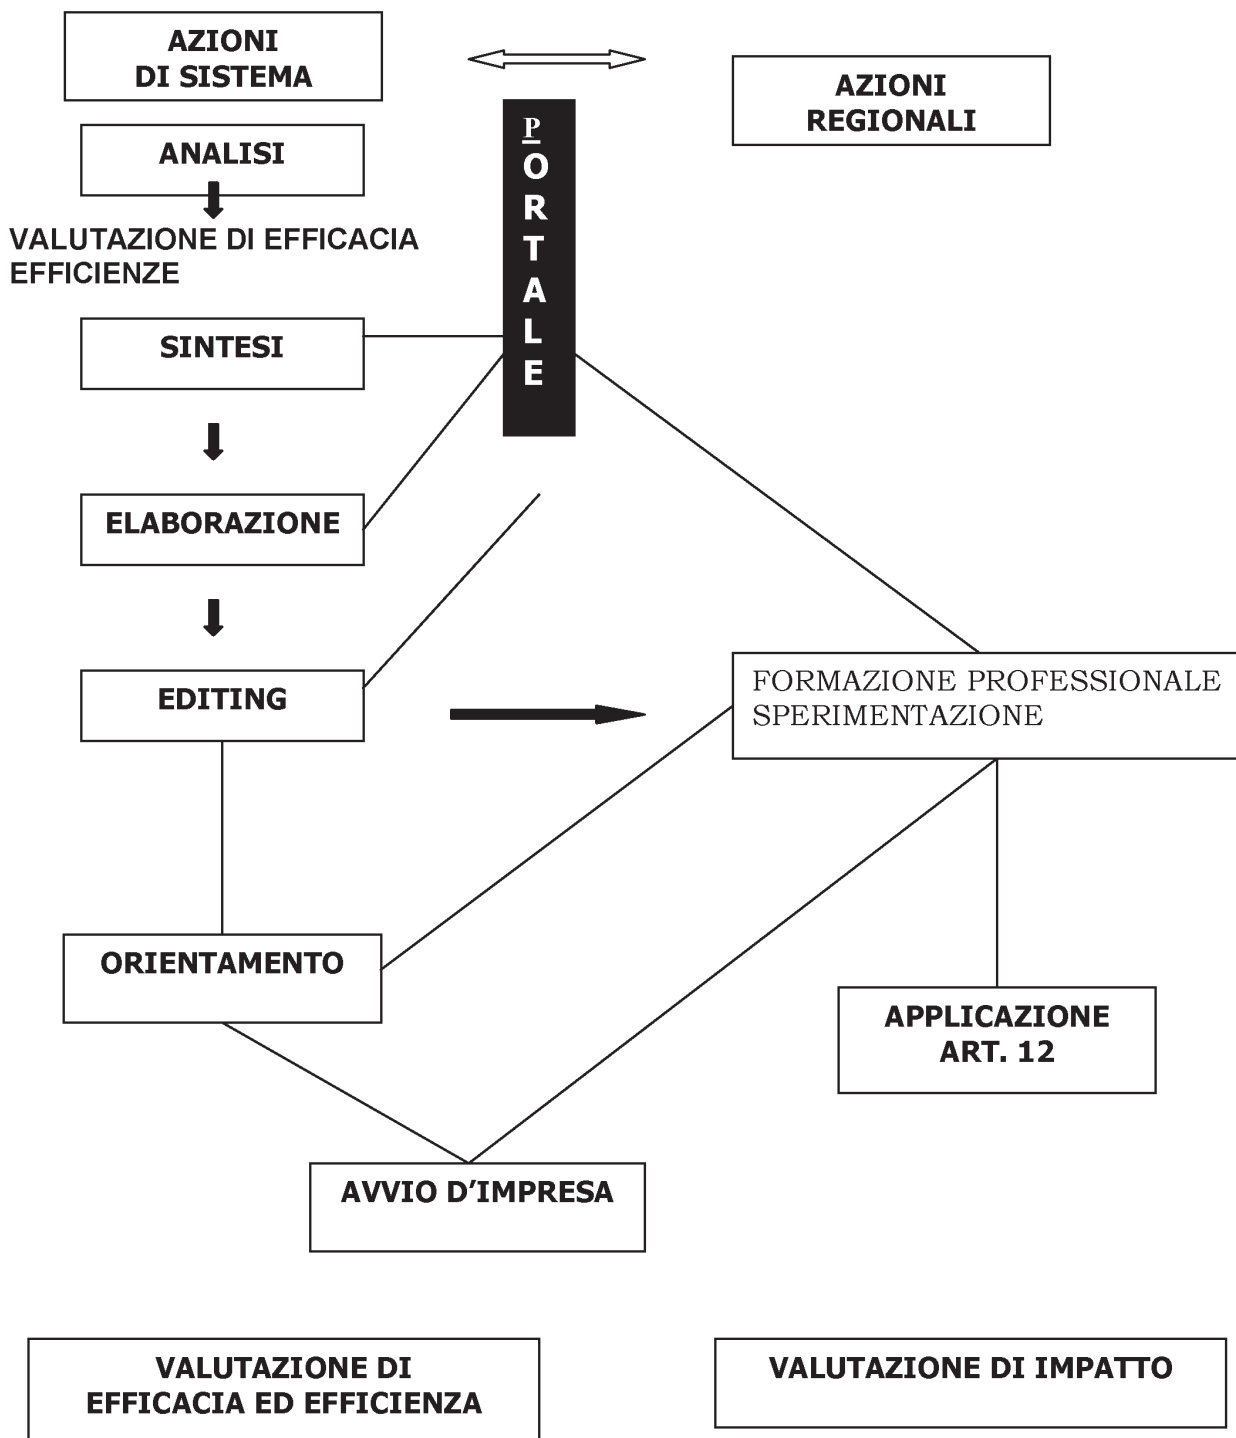 AZIONI
DI SISTEMA
AZIONI
REGIONALI
PORTALE
ANALISI
VALUTAZIONE DI EFFICACIA
EFFICIENZE
SINTESI
ELABORAZIONE
EDITING
FORMAZIONE PROFESSIONALE
SPERIMENTAZIONE
ORIENTAMENTO
APPLICAZIONE
ART. 12
AVVIO D’IMPRESA
VALUTAZIONE DI
EFFICACIA ED EFFICIENZA
VALUTAZIONE DI IMPATTO